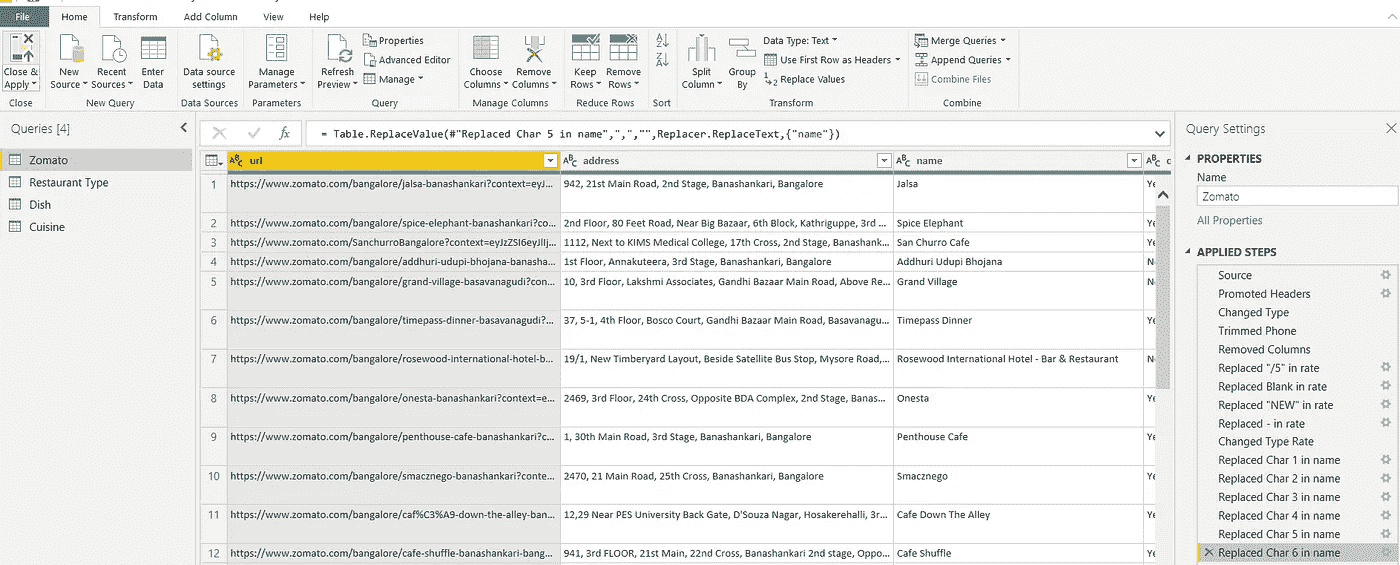 File Home Transform Add Column View Help
Close & Apply
New Source
Recent Sources
Enter Data
Data source settings
Manage Parameters
Refresh Preview
Properties
Advanced Editor
Manage
Choose Columns
Remove Columns
Keep Rows
Remove Rows
Split Column
Group By
Data Type: Text
Use First Row as Headers
Replace Values
Merge Queries
Append Queries
Combine Files
Close New Query Data Sources Parameters Query Manage Columns Reduce Rows Sort Transform Combine
Queries [4]
Zomato
Restaurant Type
Dish
Cuisine
fx = Table.ReplaceValue(#"Replaced Char 5 in name",",","",Replacer.ReplaceText,{"name"})
url address name
1 https://www.zomato.com/bangalore/jalsa-banashankari?context=eyJ... 942, 21st Main Road, 2nd Stage, Banashankari, Bangalore Jalsa Ye
2 https://www.zomato.com/bangalore/spice-elephant-banashankari?co... 2nd Floor, 80 Feet Road, Near Big Bazaar, 6th Block, Kathriguppe, 3rd ... Spice Elephant Ye
3 https://www.zomato.com/SanchurroBangalore?context=eyJzZSI6eyJIIj... 1112, Next to KIMS Medical College, 17th Cross, 2nd Stage, Banashank... San Churro Cafe Ye
4 https://www.zomato.com/bangalore/addhuri-udupi-bhojana-banasha... 1st Floor, Annakuteera, 3rd Stage, Banashankari, Bangalore Addhuri Udupi Bhojana
5 https://www.zomato.com/bangalore/grand-village-basavanagudi?con... 10, 3rd Floor, Lakshmi Associates, Gandhi Bazaar Main Road, Above Re... Grand Village
6 https://www.zomato.com/bangalore/timepass-dinner-basavanagudi?... 37, 5-1, 4th Floor, Bosco Court, Gandhi Bazaar Main Road, Basavanagu... Timepass Dinner Ye
7 https://www.zomato.com/bangalore/rosewood-international-hotel-b... 19/1, New Timberyard Layout, Beside Satellite Bus Stop, Mysore Road,... Rosewood International Hotel - Bar & Restaurant
8 https://www.zomato.com/bangalore/onesta-banashankari?context=e... 2469, 3rd Floor, 24th Cross, Opposite BDA Complex, 2nd Stage, Banas... Onesta Ye
9 https://www.zomato.com/bangalore/penthouse-cafe-banashankari?c... 1, 30th Main Road, 3rd Stage, Banashankari, Bangalore Penthouse Cafe Ye
10 https://www.zomato.com/bangalore/smacznego-banashankari?conte... 2470, 21 Main Road, 25th Cross, Banashankari, Bangalore Smacznego Ye
11 https://www.zomato.com/bangalore/caf%C3%A9-down-the-alley-ban... 12,29 Near PES University Back Gate, D'Souza Nagar, Hosakerehalli, 3r... Cafe Down The Alley Ye
12 https://www.zomato.com/bangalore/cafe-shuffle-banashankari-bang... 941, 3rd FLOOR, 21st Main, 22nd Cross, Banashankari 2nd stage, Oppo... Cafe Shuffle Ye
Query Settings
PROPERTIES
Name
Zomato
All Properties
APPLIED STEPS
Source
Promoted Headers
Changed Type
Trimmed Phone
Removed Columns
Replaced "/5" in rate
Replaced Blank in rate
Replaced "NEW" in rate
Replaced - in rate
Changed Type Rate
Replaced Char 1 in name
Replaced Char 2 in name
Replaced Char 3 in name
Replaced Char 4 in name
Replaced Char 5 in name
Replaced Char 6 in name